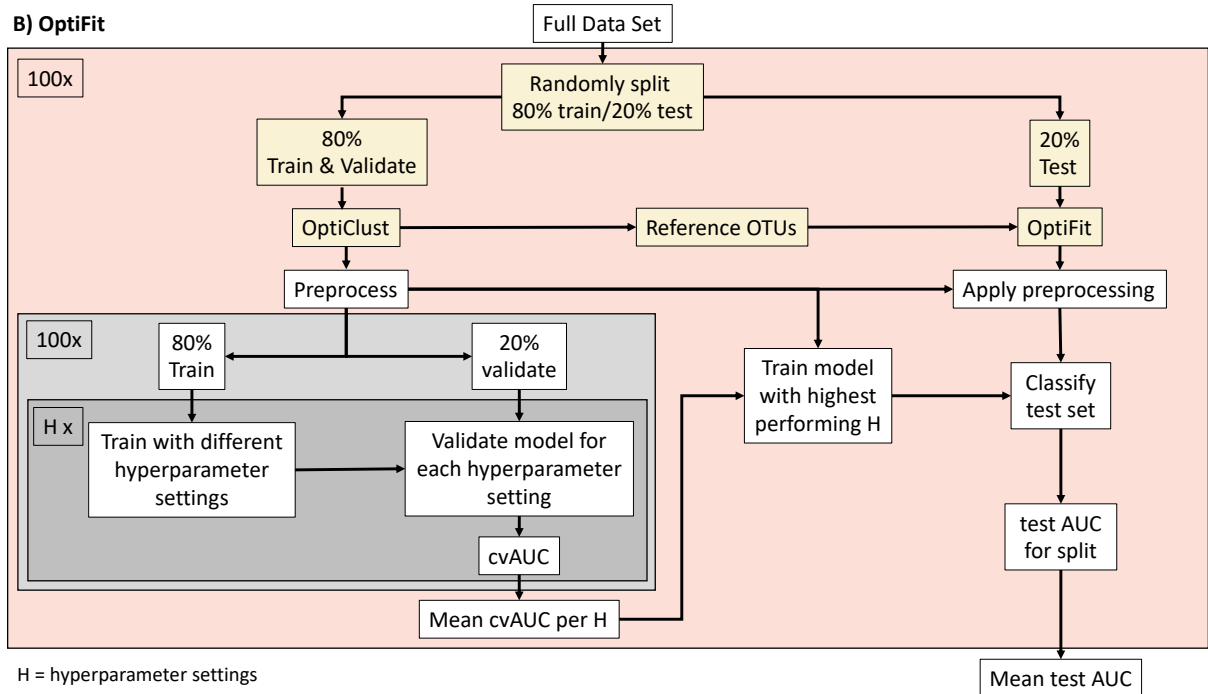 B) OptiFit
Full Data Set
100x
Randomly split
80% train/20% test
80%
Train & Validate
20%
Test
OptiClust
Reference OTUs
OptiFit
Preprocess
Apply preprocessing
100x
80%
Train
20%
validate
Train model
with highest
performing H
Classify
test set
H x
Train with different
hyperparameter
settings
Validate model for
each hyperparameter
setting
cvAUC
test AUC
for split
Mean cvAUC per H
H = hyperparameter settings
Mean test AUC